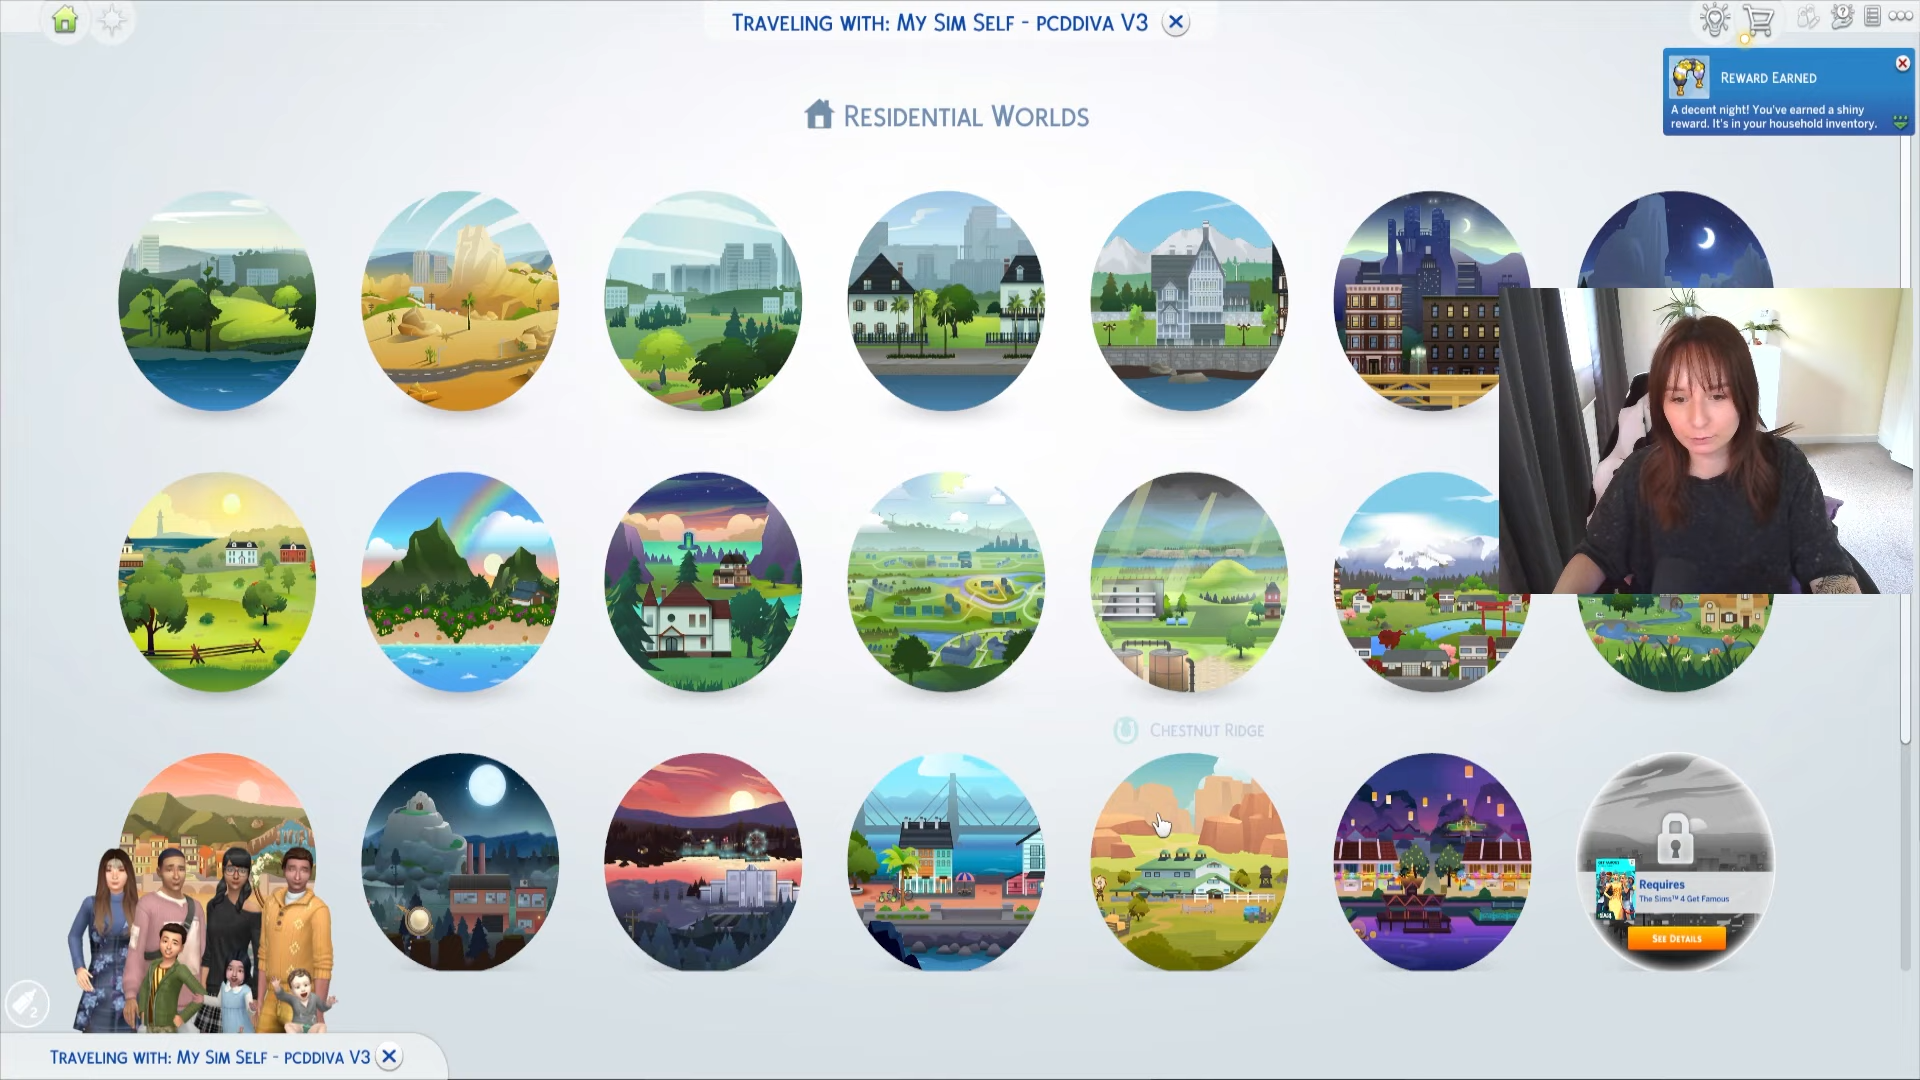 TRAVELING WITH: MY SIM SELF - PCDDIVA V3
REWARD EARNED
A decent night! You've earned a shiny
reward. It's in your household inventory.
RESIDENTIAL WORLDS
CHESTNUT RIDGE
Requires
The Sims™ 4 Get Famous
SEE DETAILS
2
TRAVELING WITH: MY SIM SELF - PCDDIVA V3